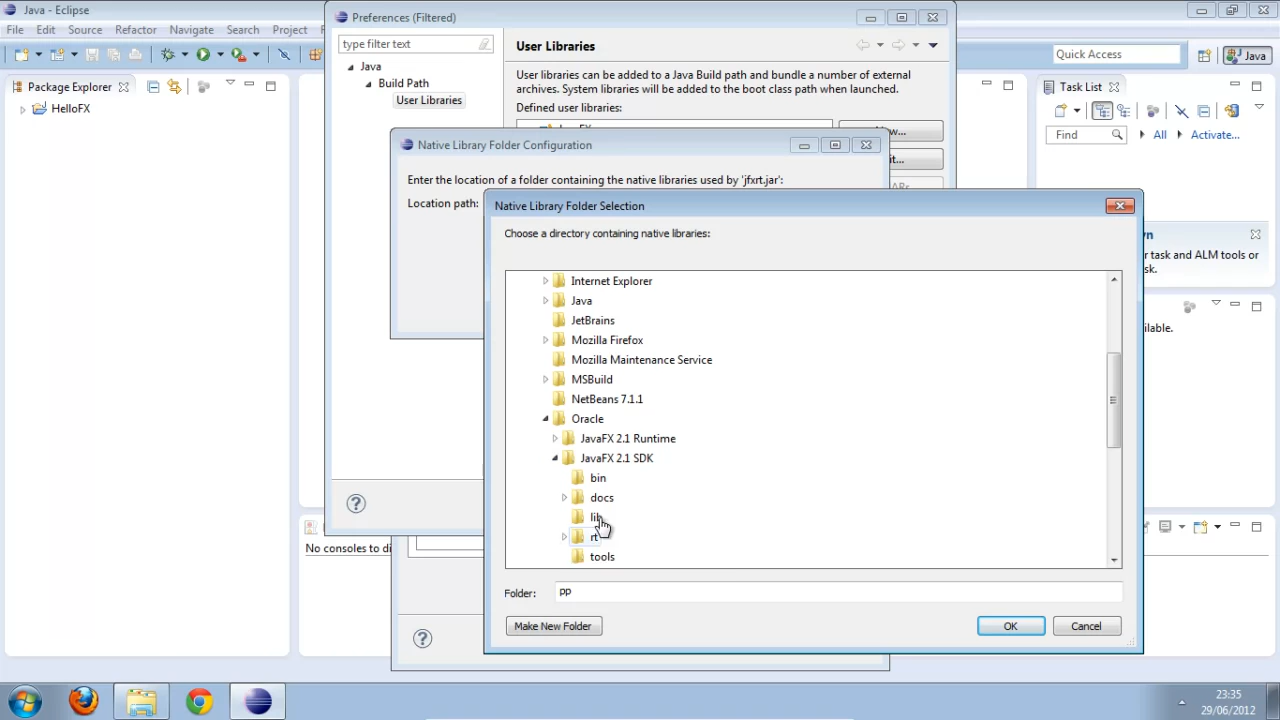 Java - Eclipse
File Edit Source Refactor Navigate Search Project
Quick Access
Java
Package Explorer
HelloFX
Preferences (Filtered)
type filter text
Java
Build Path
User Libraries
User Libraries
User libraries can be added to a Java Build path and bundle a number of external
archives. System libraries will be added to the boot class path when launched.
Defined user libraries:
Task List
Find
All
Activate...
task and ALM tools or
Native Library Folder Configuration
Enter the location of a folder containing the native libraries used by 'jfxrt.jar':
Location path:
Native Library Folder Selection
Choose a directory containing native libraries:
Internet Explorer
Java
JetBrains
Mozilla Firefox
Mozilla Maintenance Service
MSBuild
NetBeans 7.1.1
Oracle
JavaFX 2.1 Runtime
JavaFX 2.1 SDK
bin
docs
lib
rt
tools
Folder: pp
Make New Folder
OK
Cancel
No consoles to di
23:35
29/06/2012